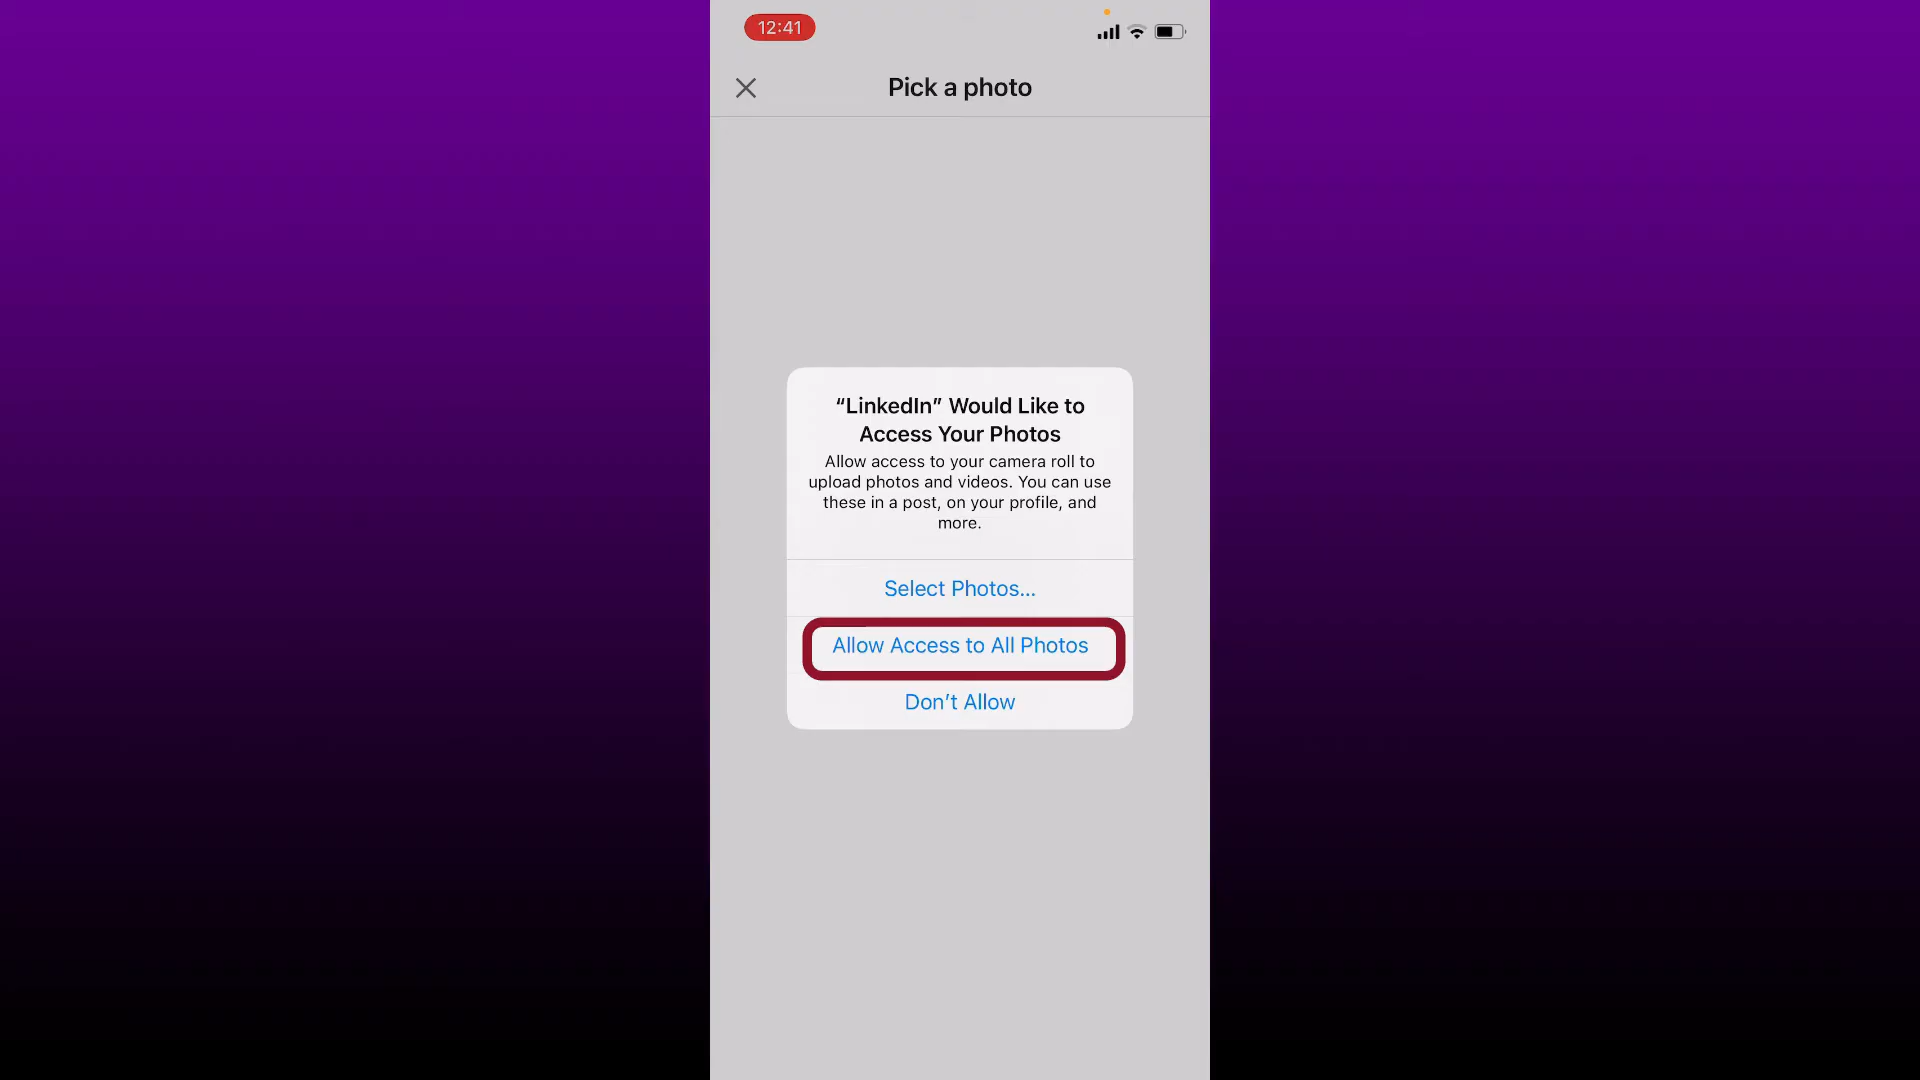 12:41
Pick a photo
“LinkedIn” Would Like to
Access Your Photos
Allow access to your camera roll to
upload photos and videos. You can use
these in a post, on your profile, and
more.
Select Photos...
Allow Access to All Photos
Don’t Allow